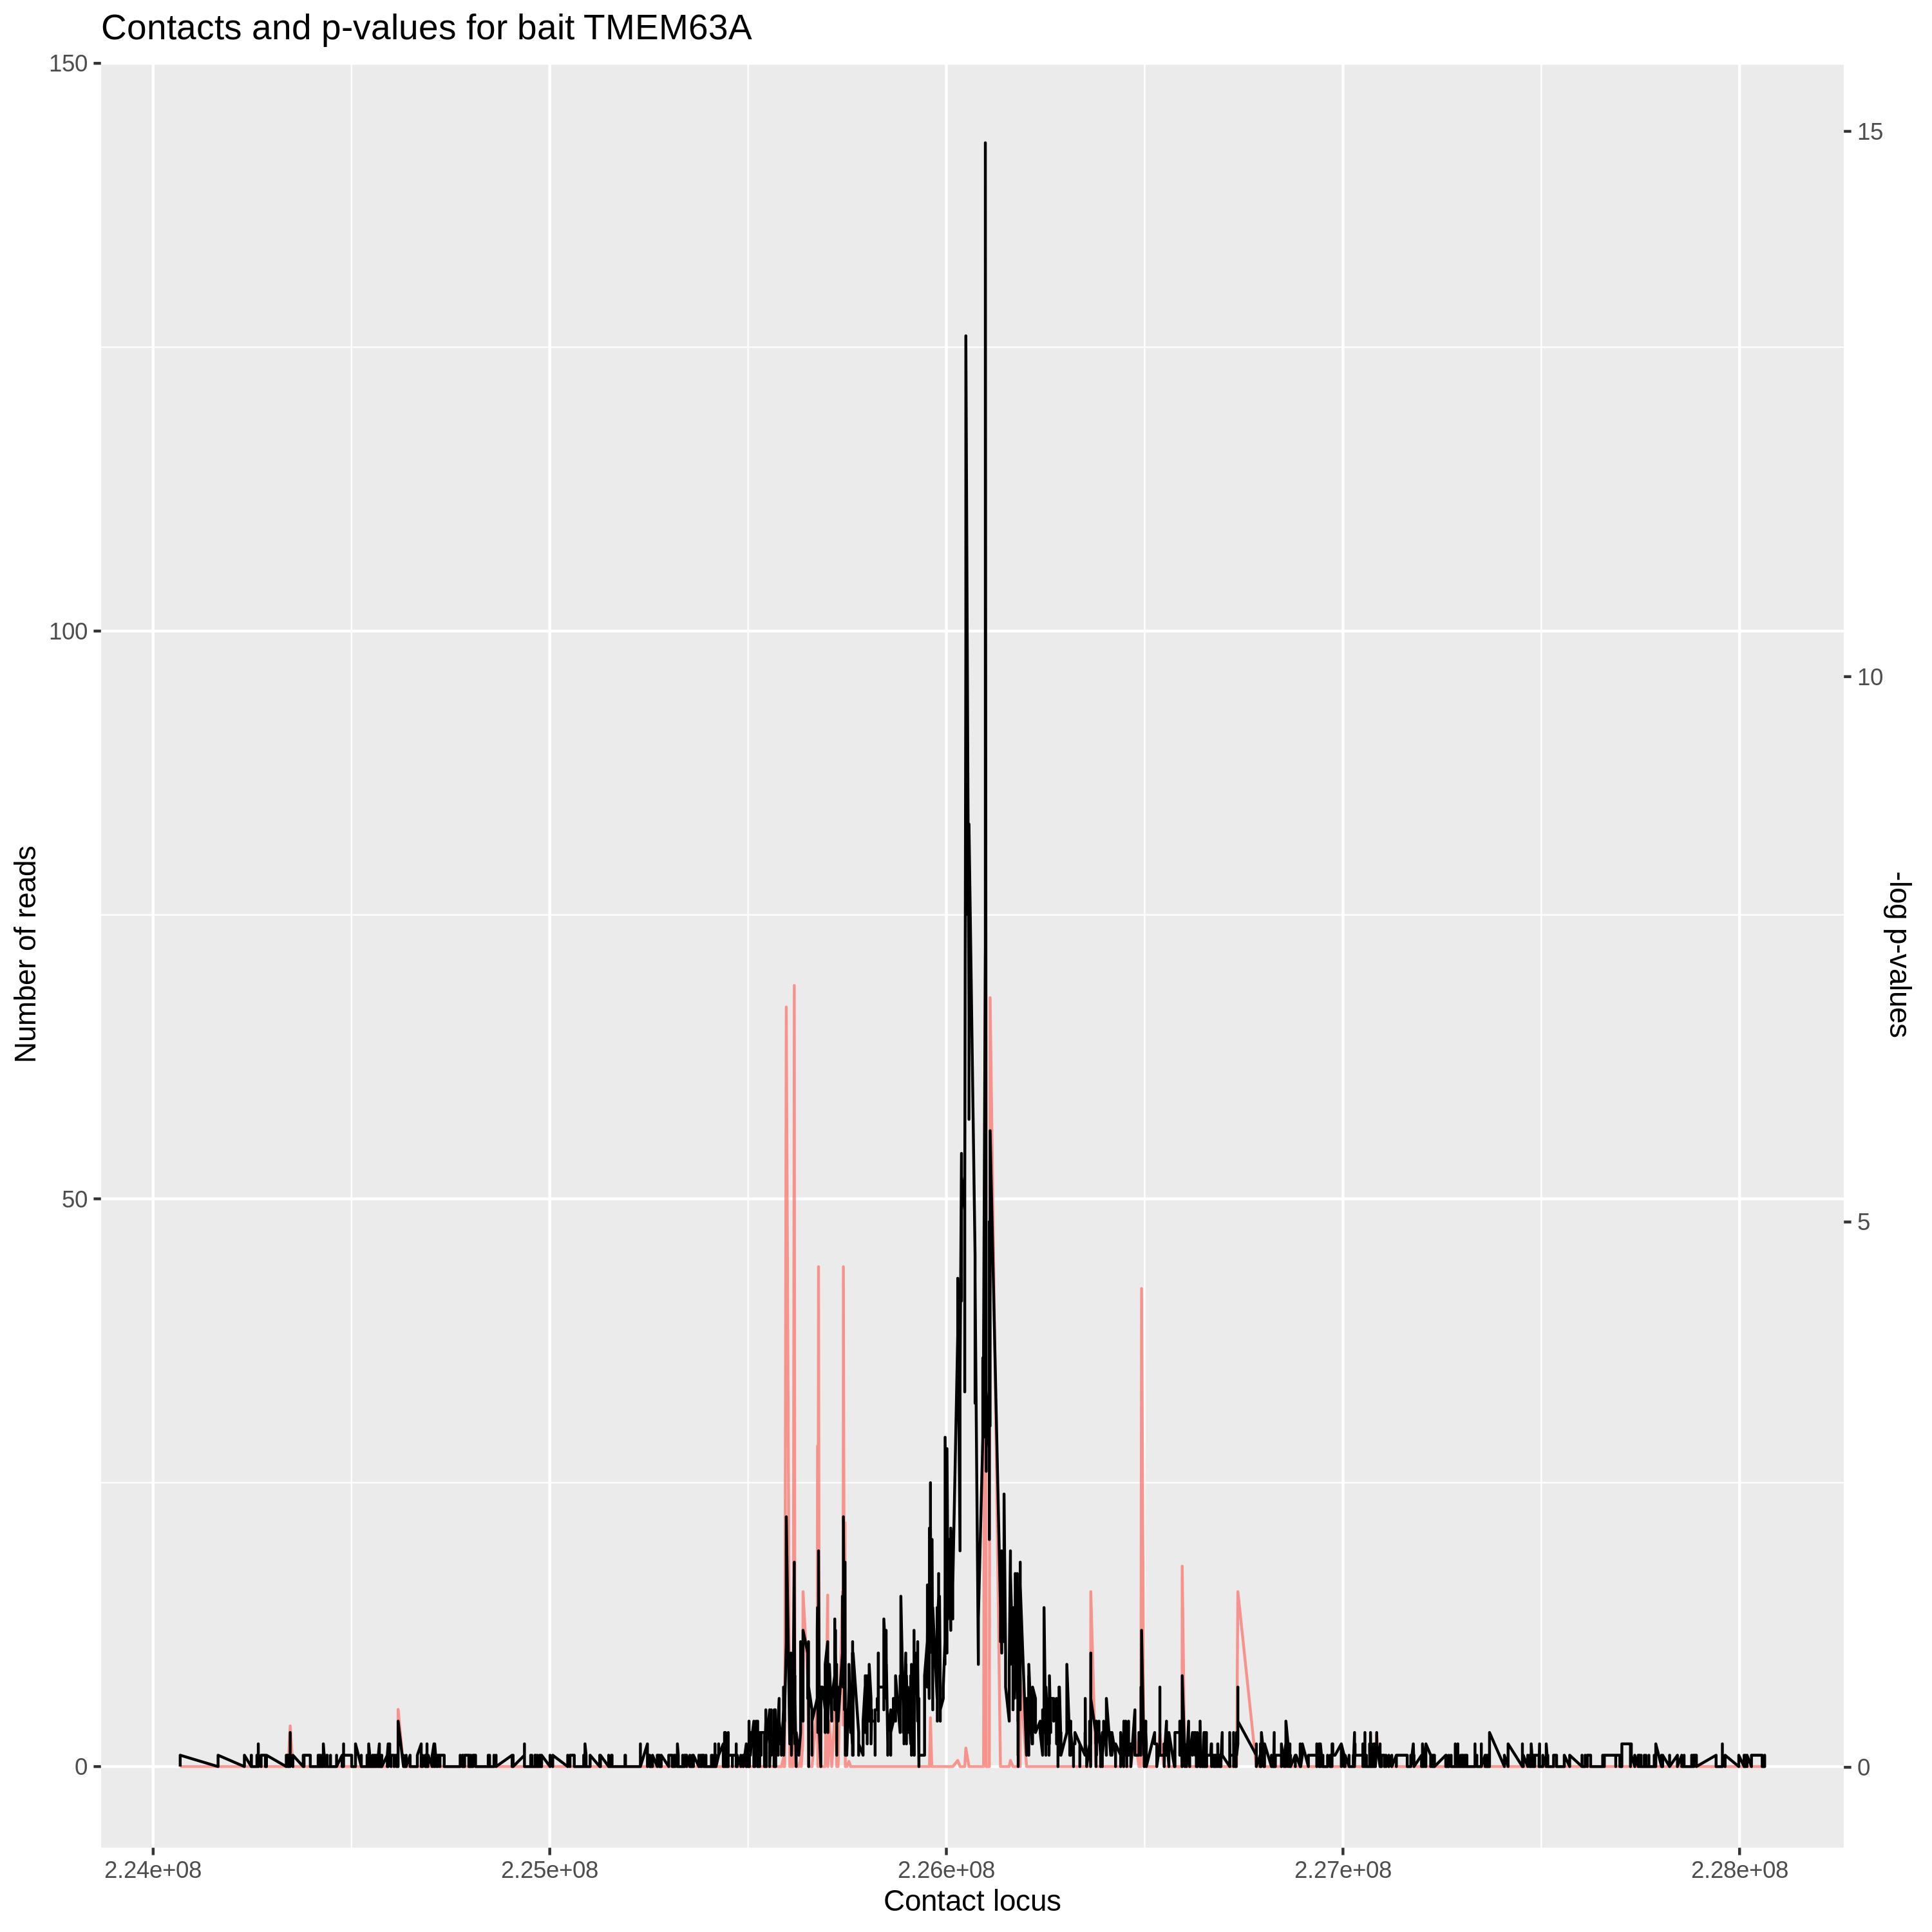 Contacts and p-values for bait TMEM63A
150
100
50
0
Number of reads
15
10
5
0
-log p-values
2.24e+08
2.25e+08
2.26e+08
2.27e+08
2.28e+08
Contact locus